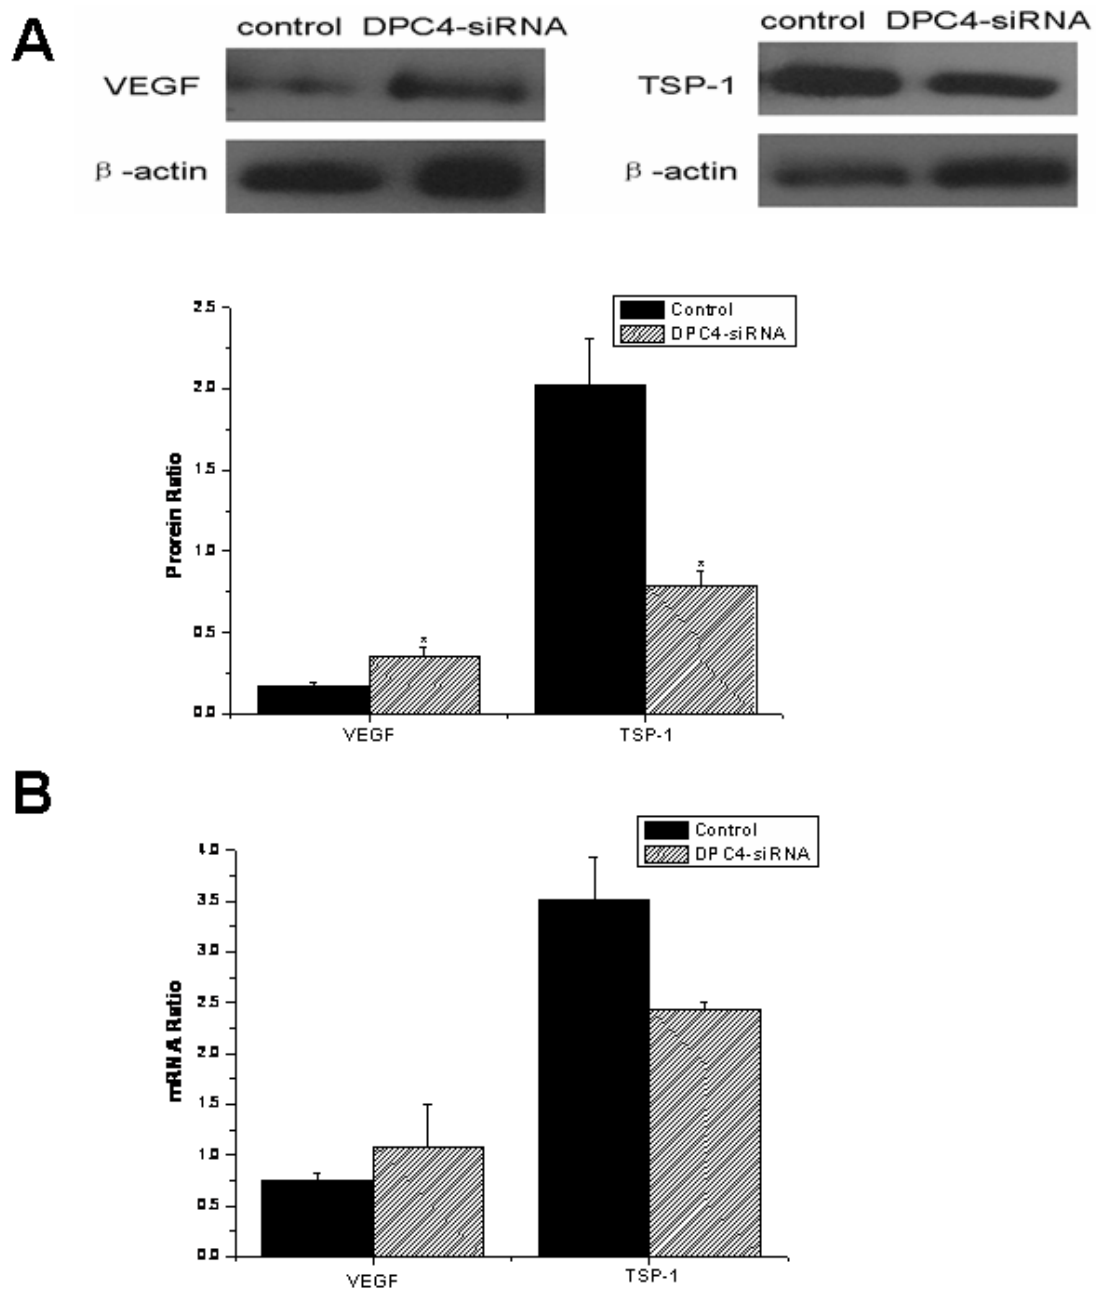 A
control DPC4-siRNA
VEGF
β-actin
control DPC4-siRNA
TSP-1
β-actin
2.5
2.0
1.5
1.0
0.5
0.0
Prorein Ratio
Control
DPC4-siRNA
*
*
VEGF
TSP-1
B
4.0
3.5
3.0
2.5
2.0
1.5
1.0
0.5
0.0
mRNA Ratio
Control
DPC4-siRNA
VEGF
TSP-1